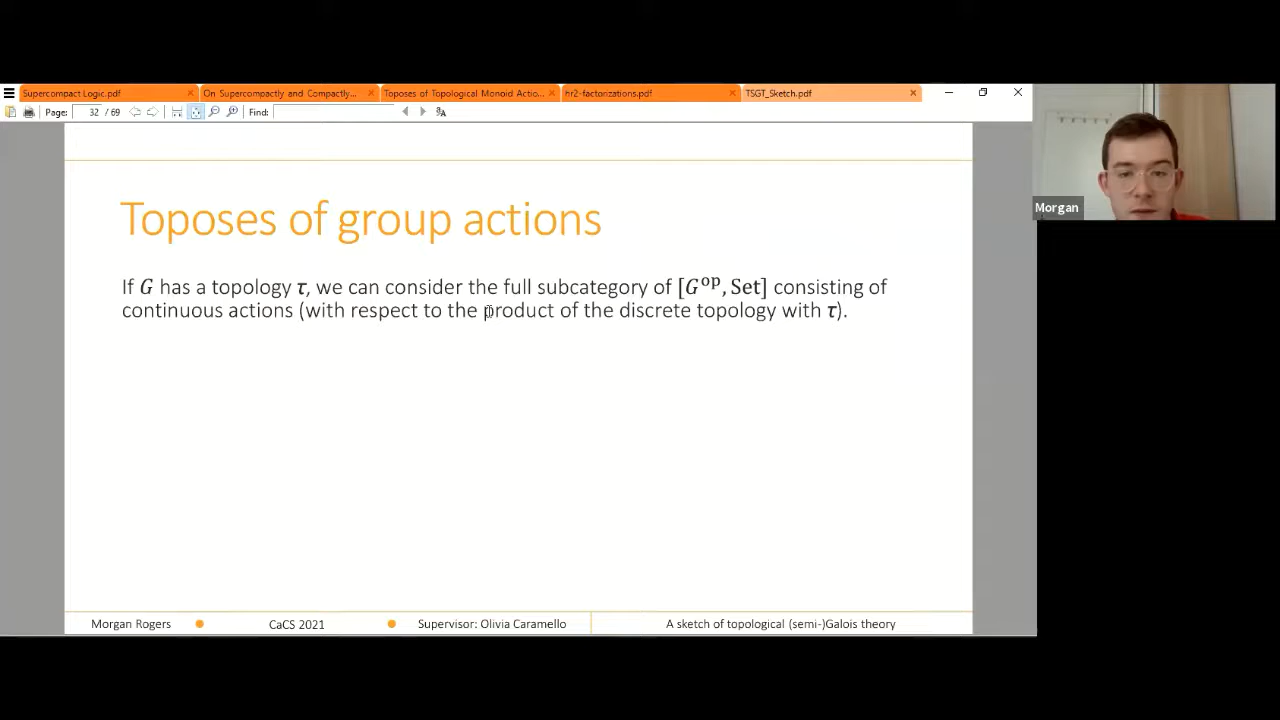 Supercompact Logic.pdf
On Supercompactly and Compactly...
Toposes of Topological Monoid Actio...
hr2-factorizations.pdf
TSGT_Sketch.pdf
Page: 32 / 69
Find:
Morgan
Toposes of group actions
If G has a topology τ, we can consider the full subcategory of [G^op, Set] consisting of
continuous actions (with respect to the product of the discrete topology with τ).
Morgan Rogers
CaCS 2021
Supervisor: Olivia Caramello
A sketch of topological (semi-)Galois theory